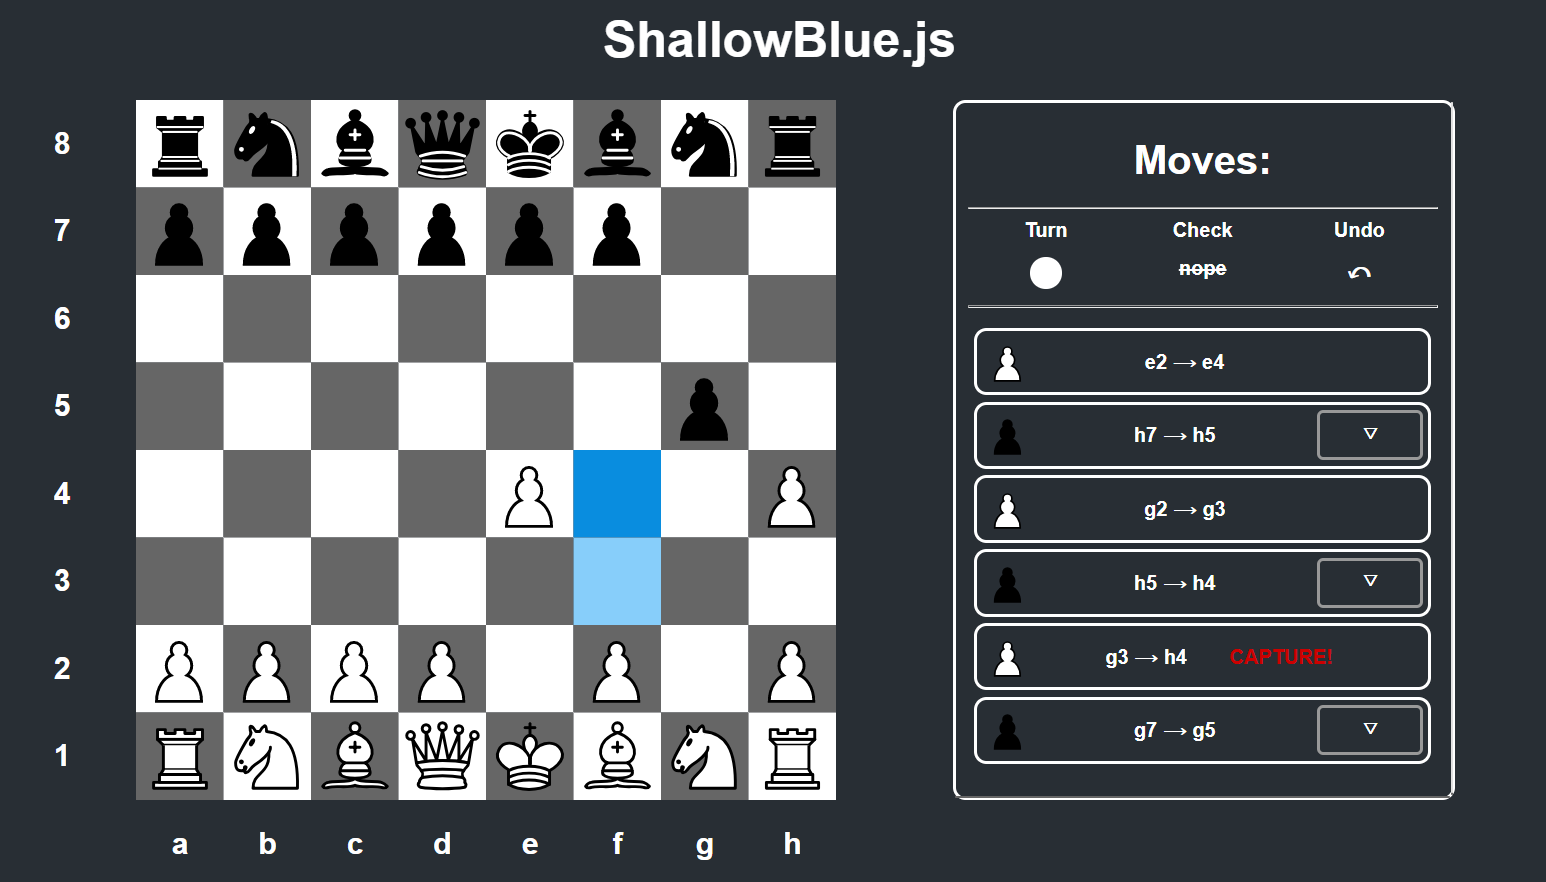 ShallowBlue.js
8
7
6
5
4
3
2
1
a b c d e f g h
Moves:
Turn Check Undo
nope
e2 → e4
h7 → h5
g2 → g3
h5 → h4
g3 → h4 CAPTURE!
g7 → g5